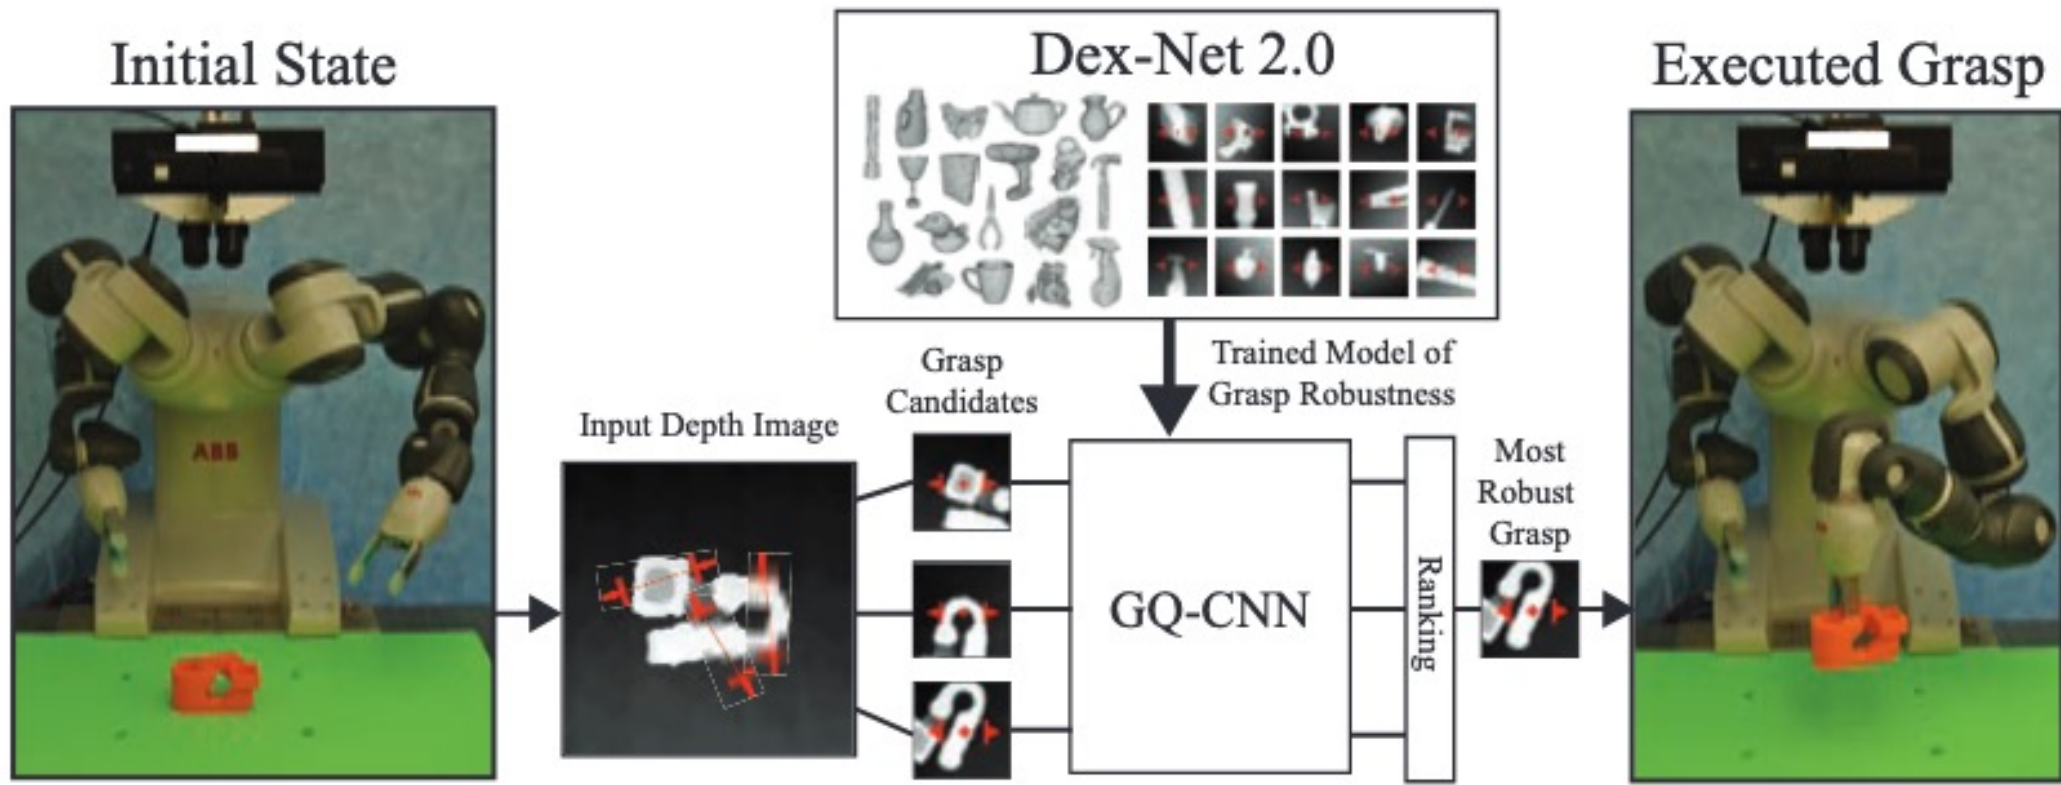 Initial State
Dex-Net 2.0
Executed Grasp
Trained Model of
Grasp Robustness
Grasp
Candidates
Input Depth Image
ABB
GQ-CNN
Ranking
Most
Robust
Grasp